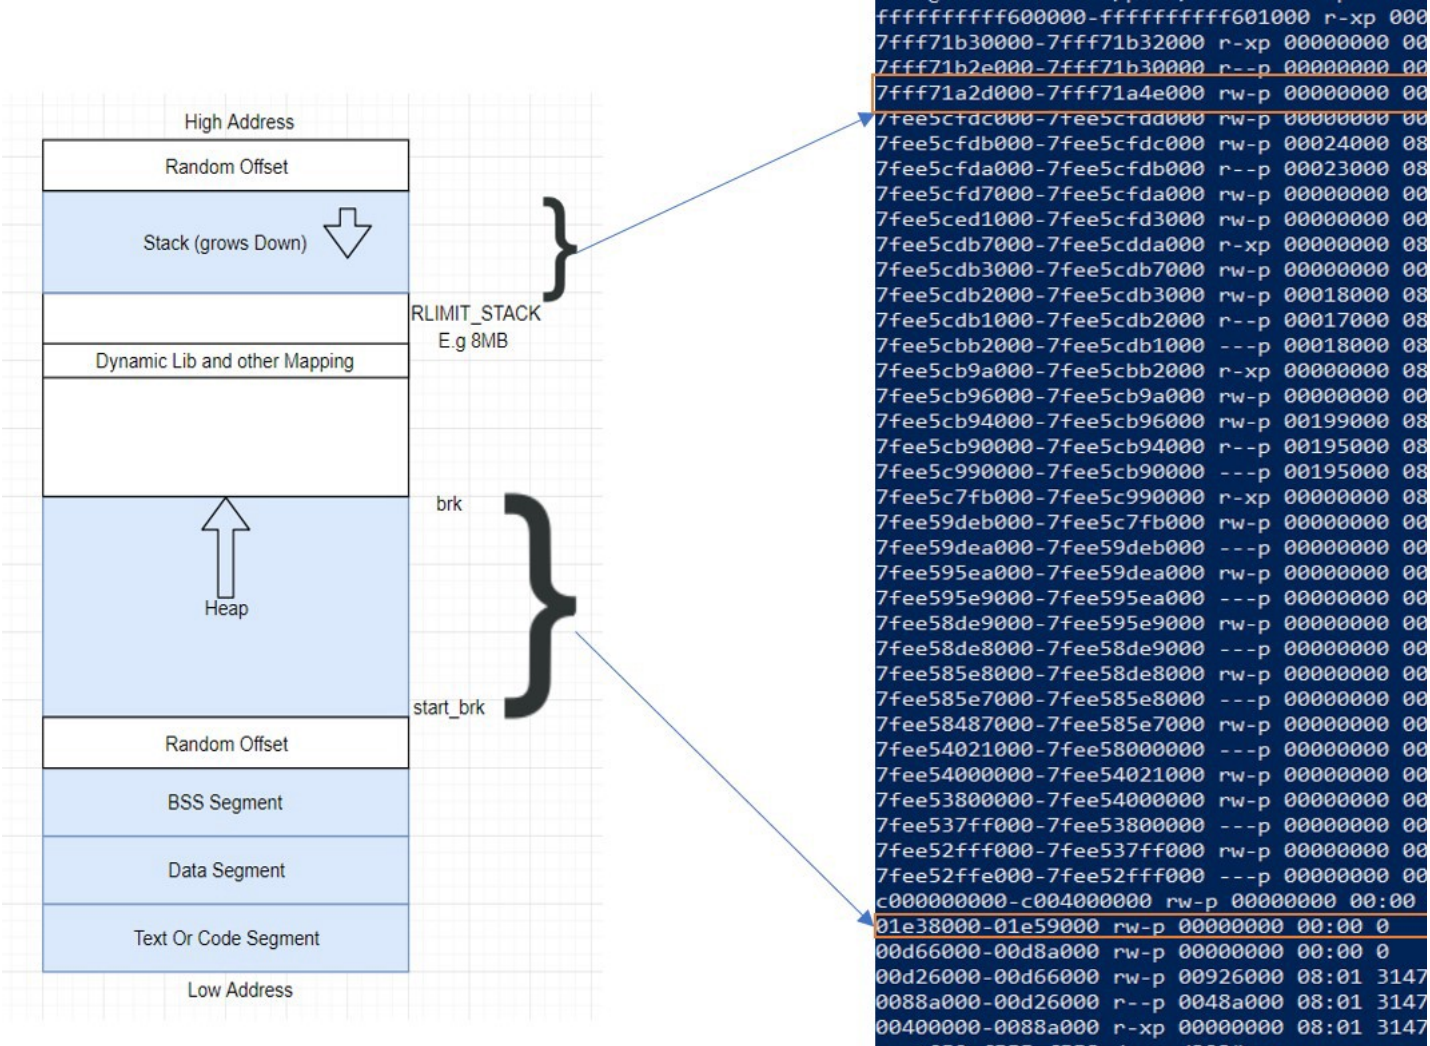 High Address
Random Offset
Stack (grows Down)
RLIMIT_STACK
E.g 8MB
Dynamic Lib and other Mapping
brk
Heap
start_brk
Random Offset
BSS Segment
Data Segment
Text Or Code Segment
Low Address
ffffffffff600000-ffffffffff601000 r-xp 000
7fff71b30000-7fff71b32000 r-xp 00000000 00
7fff71b2e000-7fff71b30000 r--p 00000000 00
7fff71a2d000-7fff71a4e000 rw-p 00000000 00
7fee5cfdc000-7fee5cfdd000 rw-p 00000000 00
7fee5cfdb000-7fee5cfdc000 rw-p 00024000 08
7fee5cfda000-7fee5cfdb000 r--p 00023000 08
7fee5cfd7000-7fee5cfda000 rw-p 00000000 00
7fee5ced1000-7fee5cfd3000 rw-p 00000000 00
7fee5cdb7000-7fee5cdda000 r-xp 00000000 08
7fee5cdb3000-7fee5cdb7000 rw-p 00000000 00
7fee5cdb2000-7fee5cdb3000 rw-p 00018000 08
7fee5cdb1000-7fee5cdb2000 r--p 00017000 08
7fee5cbb2000-7fee5cdb1000 ---p 00018000 08
7fee5cb9a000-7fee5cbb2000 r-xp 00000000 08
7fee5cb96000-7fee5cb9a000 rw-p 00000000 00
7fee5cb94000-7fee5cb96000 rw-p 00199000 08
7fee5cb90000-7fee5cb94000 r--p 00195000 08
7fee5c990000-7fee5cb90000 ---p 00195000 08
7fee5c7fb000-7fee5c990000 r-xp 00000000 08
7fee59deb000-7fee5c7fb000 rw-p 00000000 00
7fee59dea000-7fee59deb000 ---p 00000000 00
7fee595ea000-7fee59dea000 rw-p 00000000 00
7fee595e9000-7fee595ea000 ---p 00000000 00
7fee58de9000-7fee595e9000 rw-p 00000000 00
7fee58de8000-7fee58de9000 ---p 00000000 00
7fee585e8000-7fee58de8000 rw-p 00000000 00
7fee585e7000-7fee585e8000 ---p 00000000 00
7fee58487000-7fee585e7000 rw-p 00000000 00
7fee54021000-7fee58000000 ---p 00000000 00
7fee54000000-7fee54021000 rw-p 00000000 00
7fee53800000-7fee54000000 rw-p 00000000 00
7fee537ff000-7fee53800000 ---p 00000000 00
7fee52fff000-7fee537ff000 rw-p 00000000 00
7fee52ffe000-7fee52fff000 ---p 00000000 00
c000000000-c004000000 rw-p 00000000 00:00
01e38000-01e59000 rw-p 00000000 00:00 0
00d66000-00d8a000 rw-p 00000000 00:00 0
00d26000-00d66000 rw-p 00926000 08:01 3147
0088a000-00d26000 r--p 0048a000 08:01 3147
00400000-0088a000 r-xp 00000000 08:01 3147